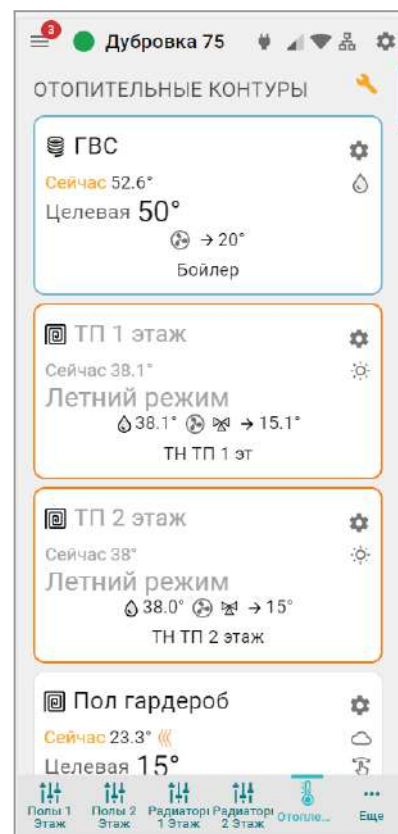 3
Дубровка 75
ОТОПИТЕЛЬНЫЕ КОНТУРЫ
ГВС
Сейчас 52.6°
Целевая 50°
→ 20°
Бойлер
ТП 1 этаж
Сейчас 38.1°
Летний режим
38.1° → 15.1°
ТН ТП 1 эт
ТП 2 этаж
Сейчас 38°
Летний режим
38.0° → 15°
ТН ТП 2 этаж
Пол гардероб
Сейчас 23.3°
Целевая 15°
Полы 1 Полы 2 Радиаторы Радиаторы Отопле... Еще
Этаж Этаж 1 Этаж 2 Этаж